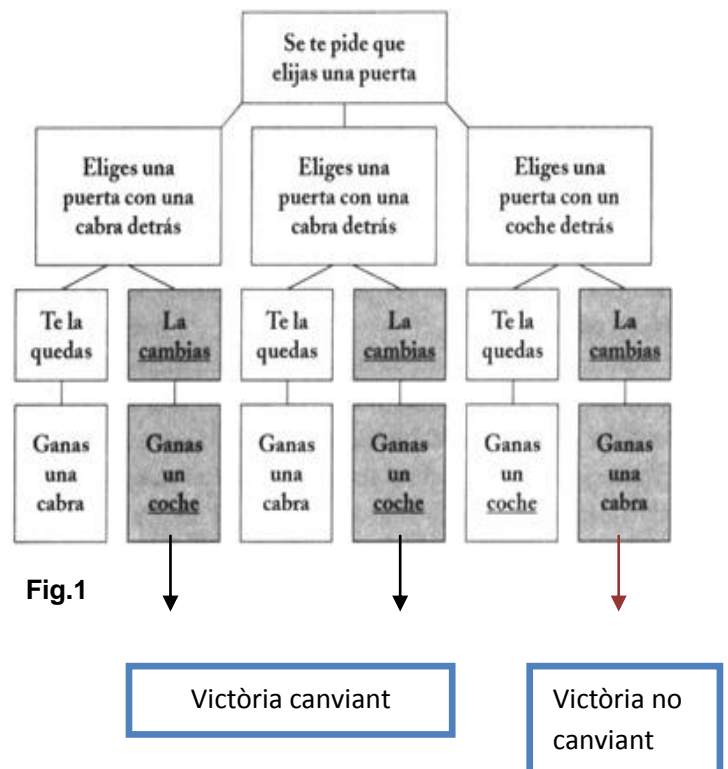 Se te pide que
elijas una puerta
Eliges una
puerta con una
cabra detrás
Eliges una
puerta con una
cabra detrás
Eliges una
puerta con un
coche detrás
Te la
quedas
La
cambias
Te la
quedas
La
cambias
Te la
quedas
La
cambias
Ganas
una
cabra
Ganas
un
coche
Ganas
una
cabra
Ganas
un
coche
Ganas
un
coche
Ganas
una
cabra
Fig.1
Victòria canviant
Victòria no
canviant